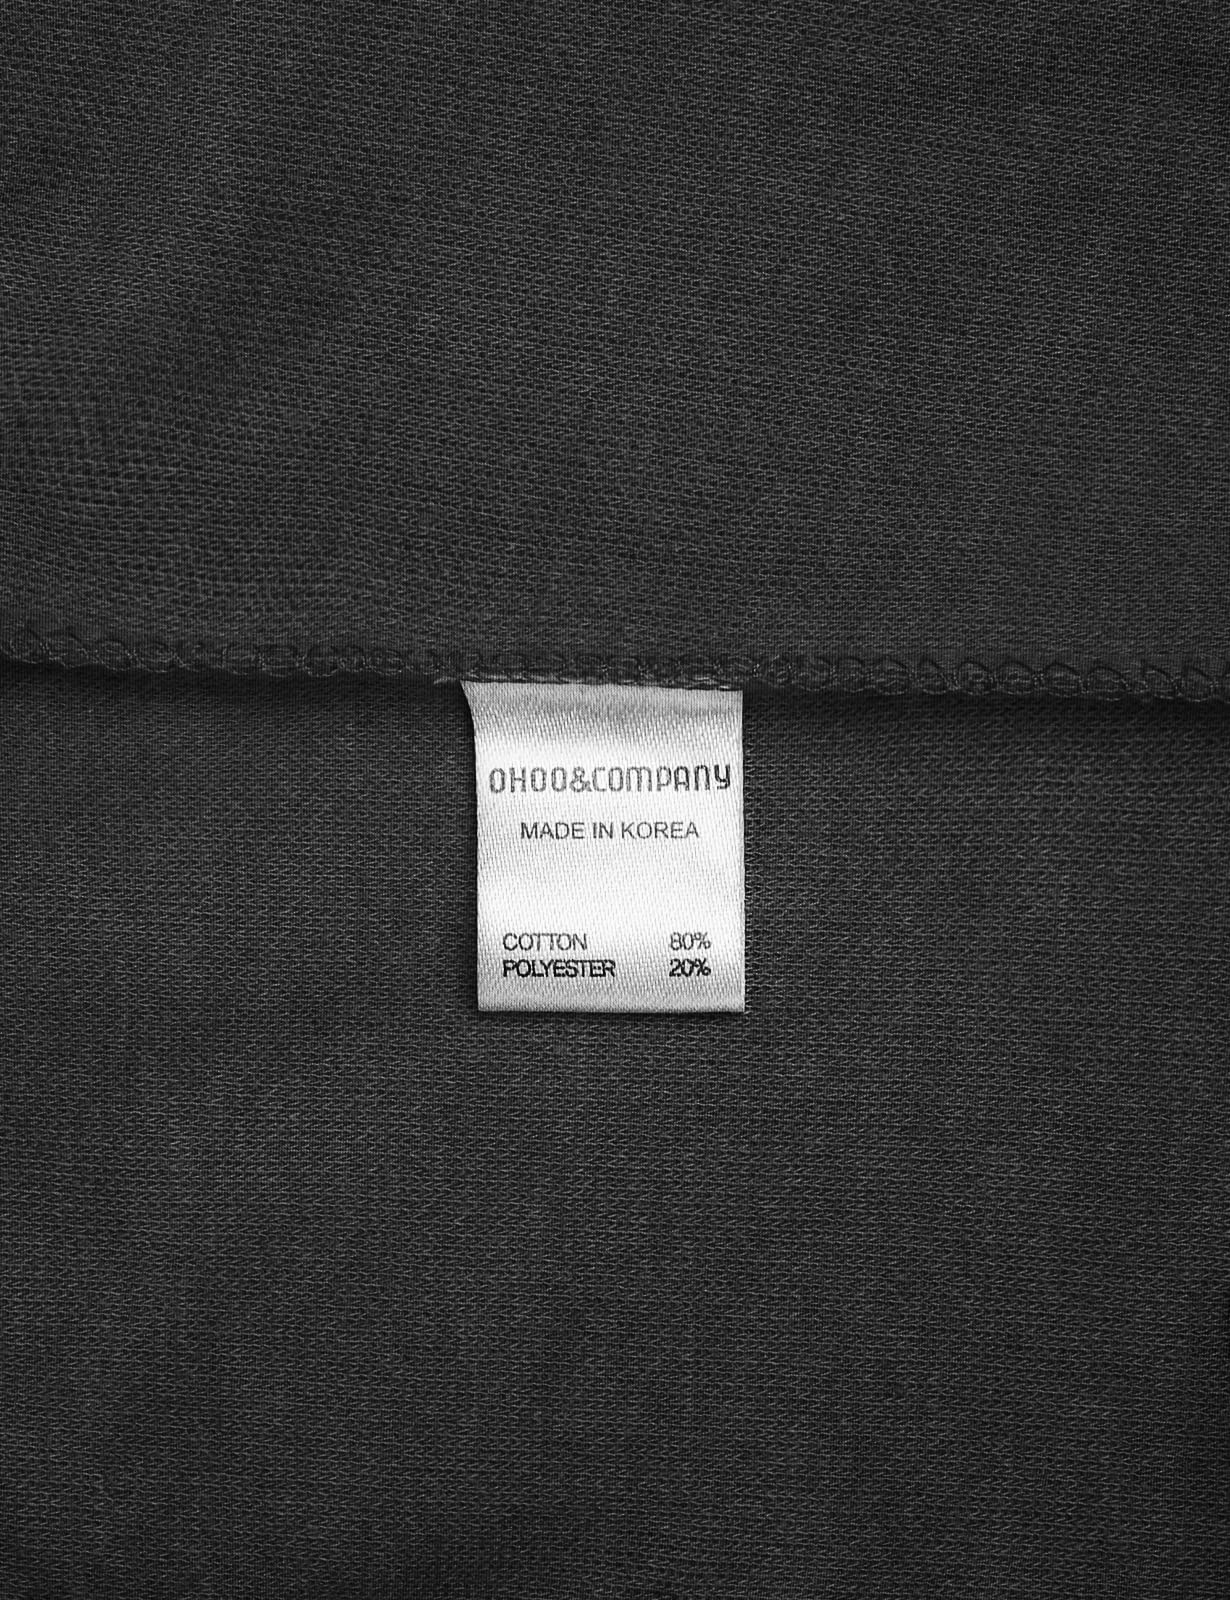 OHOO&COMPANY
MADE IN KOREA
COTTON 80%
POLYESTER 20%